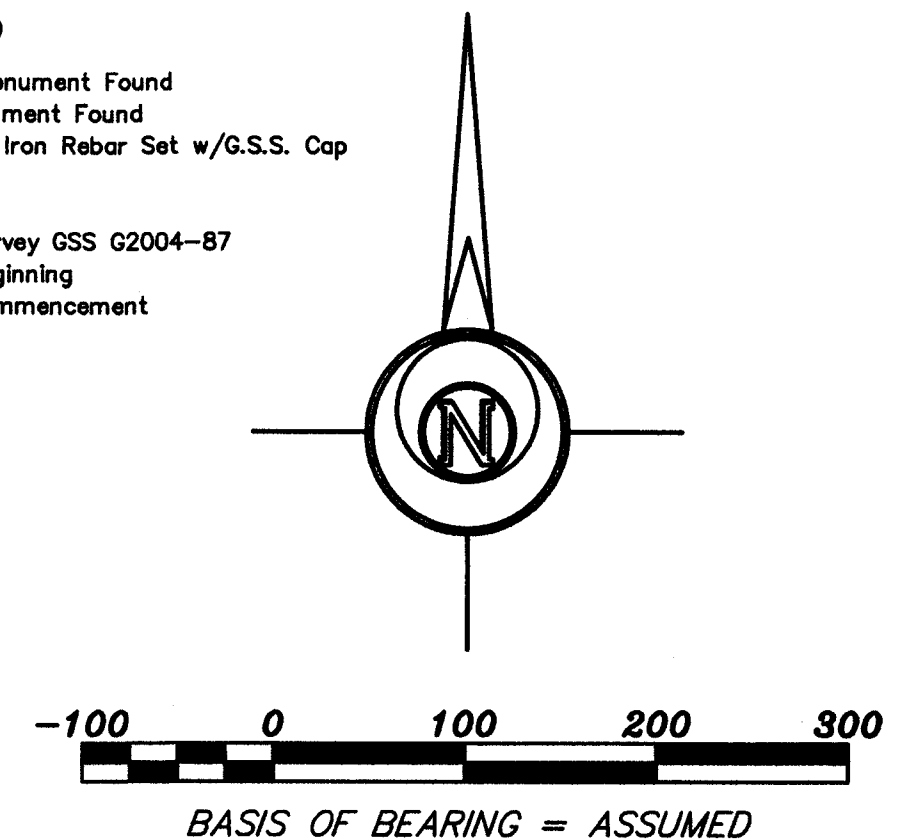 )
onument Found
ment Found
Iron Rebar Set w/G.S.S. Cap
rvey GSS G2004-87
ginning
mmencement
N
-100 0 100 200 300
BASIS OF BEARING = ASSUMED